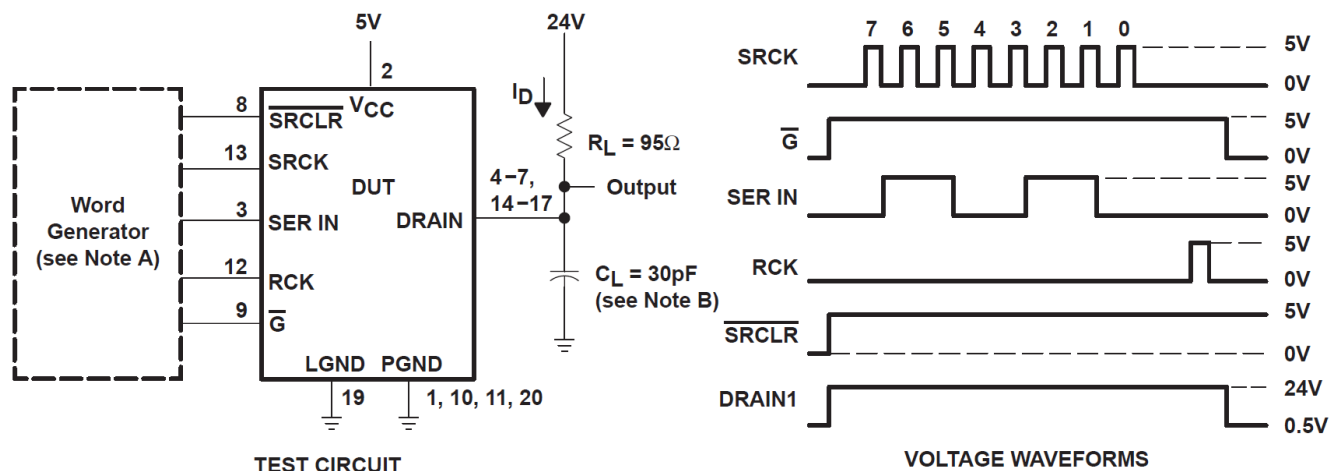 5V
24V
2
8
VCC
SRCLR
ID
RL = 95Ω
13
SRCK
DUT
4−7,
14−17
Output
Word
Generator
(see Note A)
3
SER IN
DRAIN
12
RCK
CL = 30pF
(see Note B)
9
G
LGND
PGND
19
1, 10, 11, 20
TEST CIRCUIT
7 6 5 4 3 2 1 0
SRCK
5V
0V
G
5V
0V
SER IN
5V
0V
RCK
5V
0V
SRCLR
5V
0V
DRAIN1
24V
0.5V
VOLTAGE WAVEFORMS